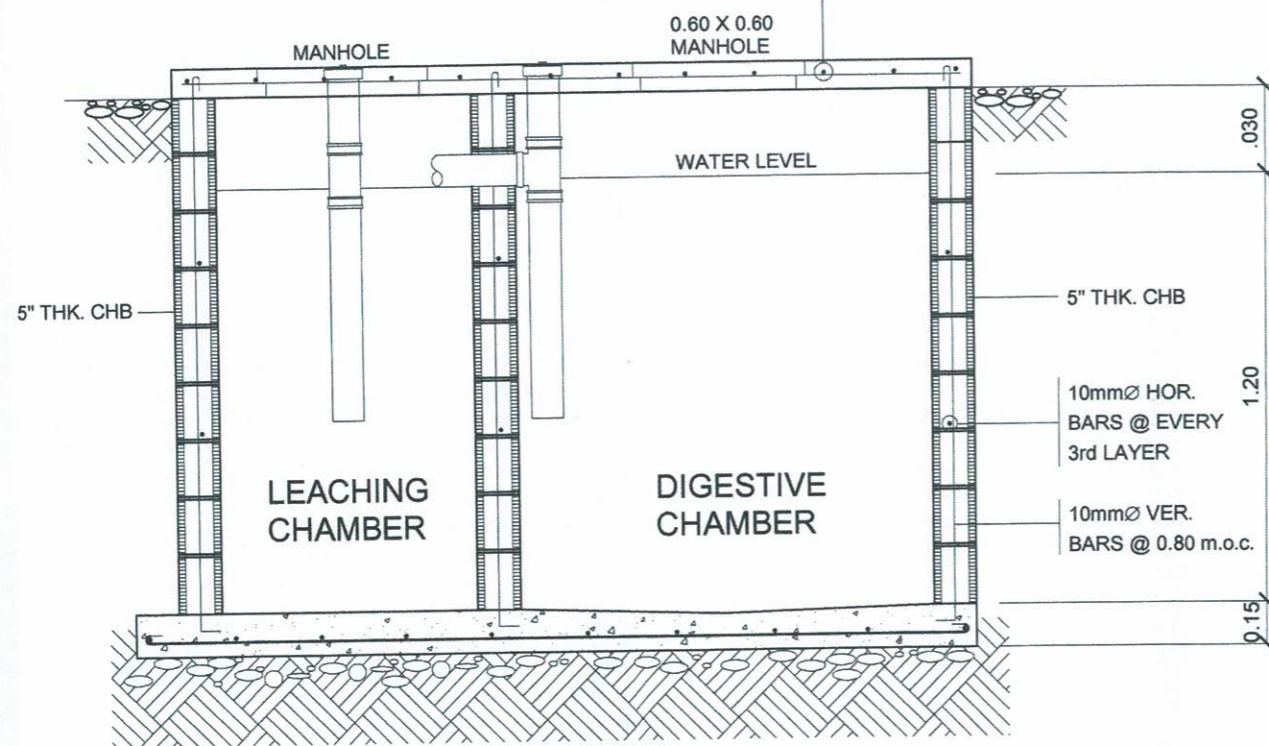 0.60 X 0.60
MANHOLE
MANHOLE
.030
WATER LEVEL
5" THK. CHB
5" THK. CHB
1.20
10mmØ HOR.
BARS @ EVERY
3rd LAYER
LEACHING
CHAMBER
DIGESTIVE
CHAMBER
10mmØ VER.
BARS @ 0.80 m.o.c.
0.15